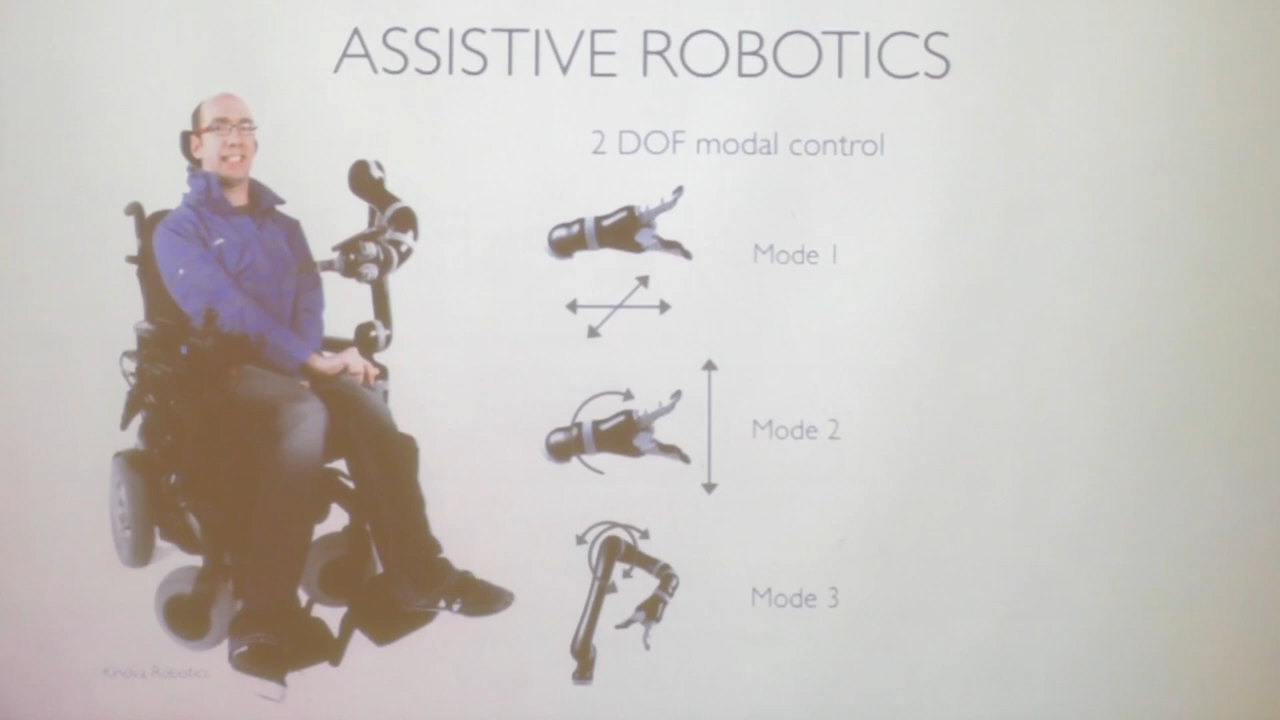 ASSISTIVE ROBOTICS
2 DOF modal control
Mode 1
Mode 2
Mode 3
Kinova Robotics